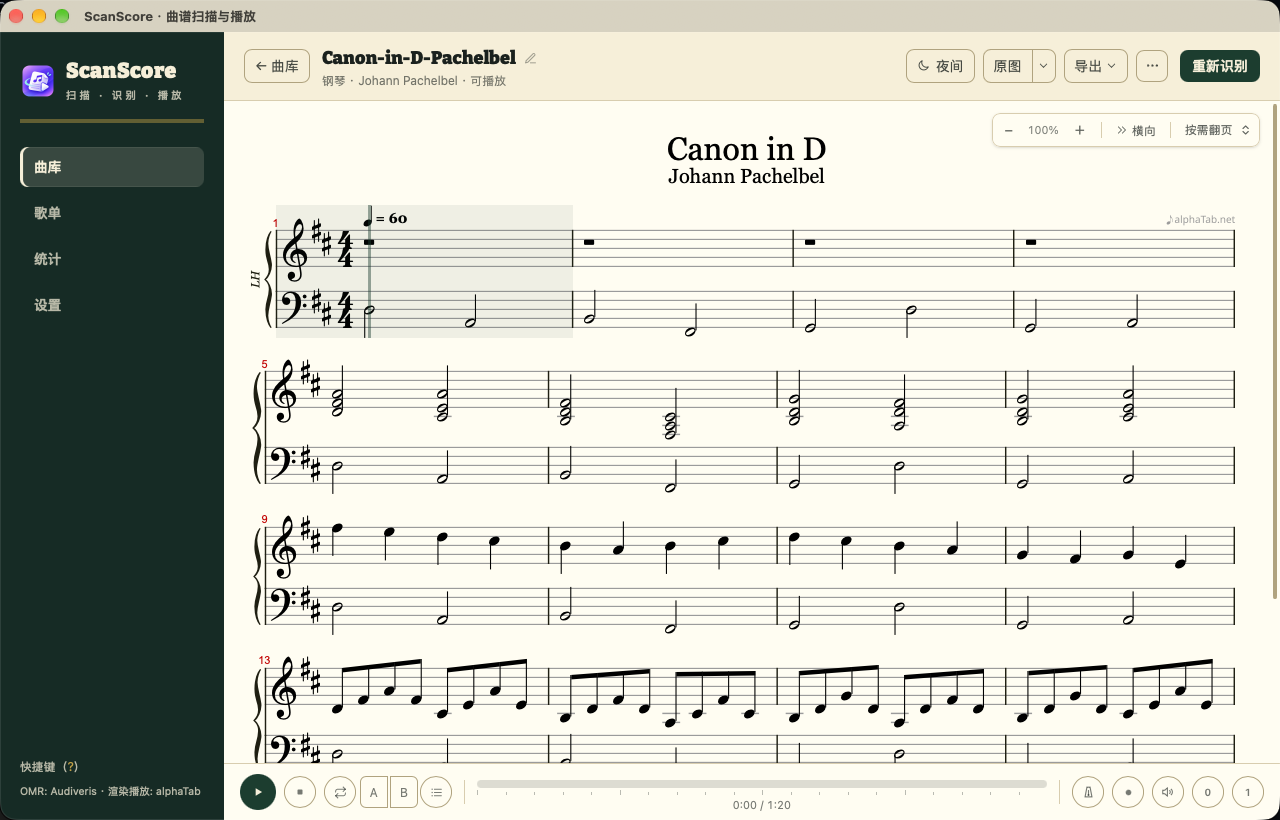 ScanScore · 曲谱扫描与播放
ScanScore
扫描 · 识别 · 播放
曲库
歌单
统计
设置
快捷键 (?)
OMR: Audiveris · 渲染播放: alphaTab
← 曲库
Canon-in-D-Pachelbel
钢琴 · Johann Pachelbel · 可播放
夜间
原图
导出
···
重新识别
− 100% +
横向
按需翻页
Canon in D
Johann Pachelbel
= 60
alphaTab.net
1
LH
4
4
4
4
5
9
13
A
B
0:00 / 1:20
0
1